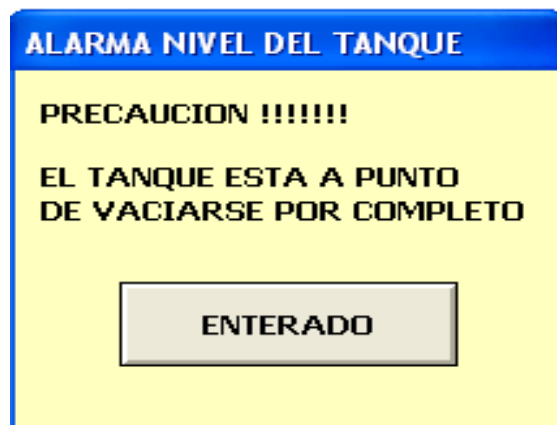 ALARMA NIVEL DEL TANQUE
PRECAUCION !!!!!!!
EL TANQUE ESTA A PUNTO
DE VACIARSE POR COMPLETO
ENTERADO